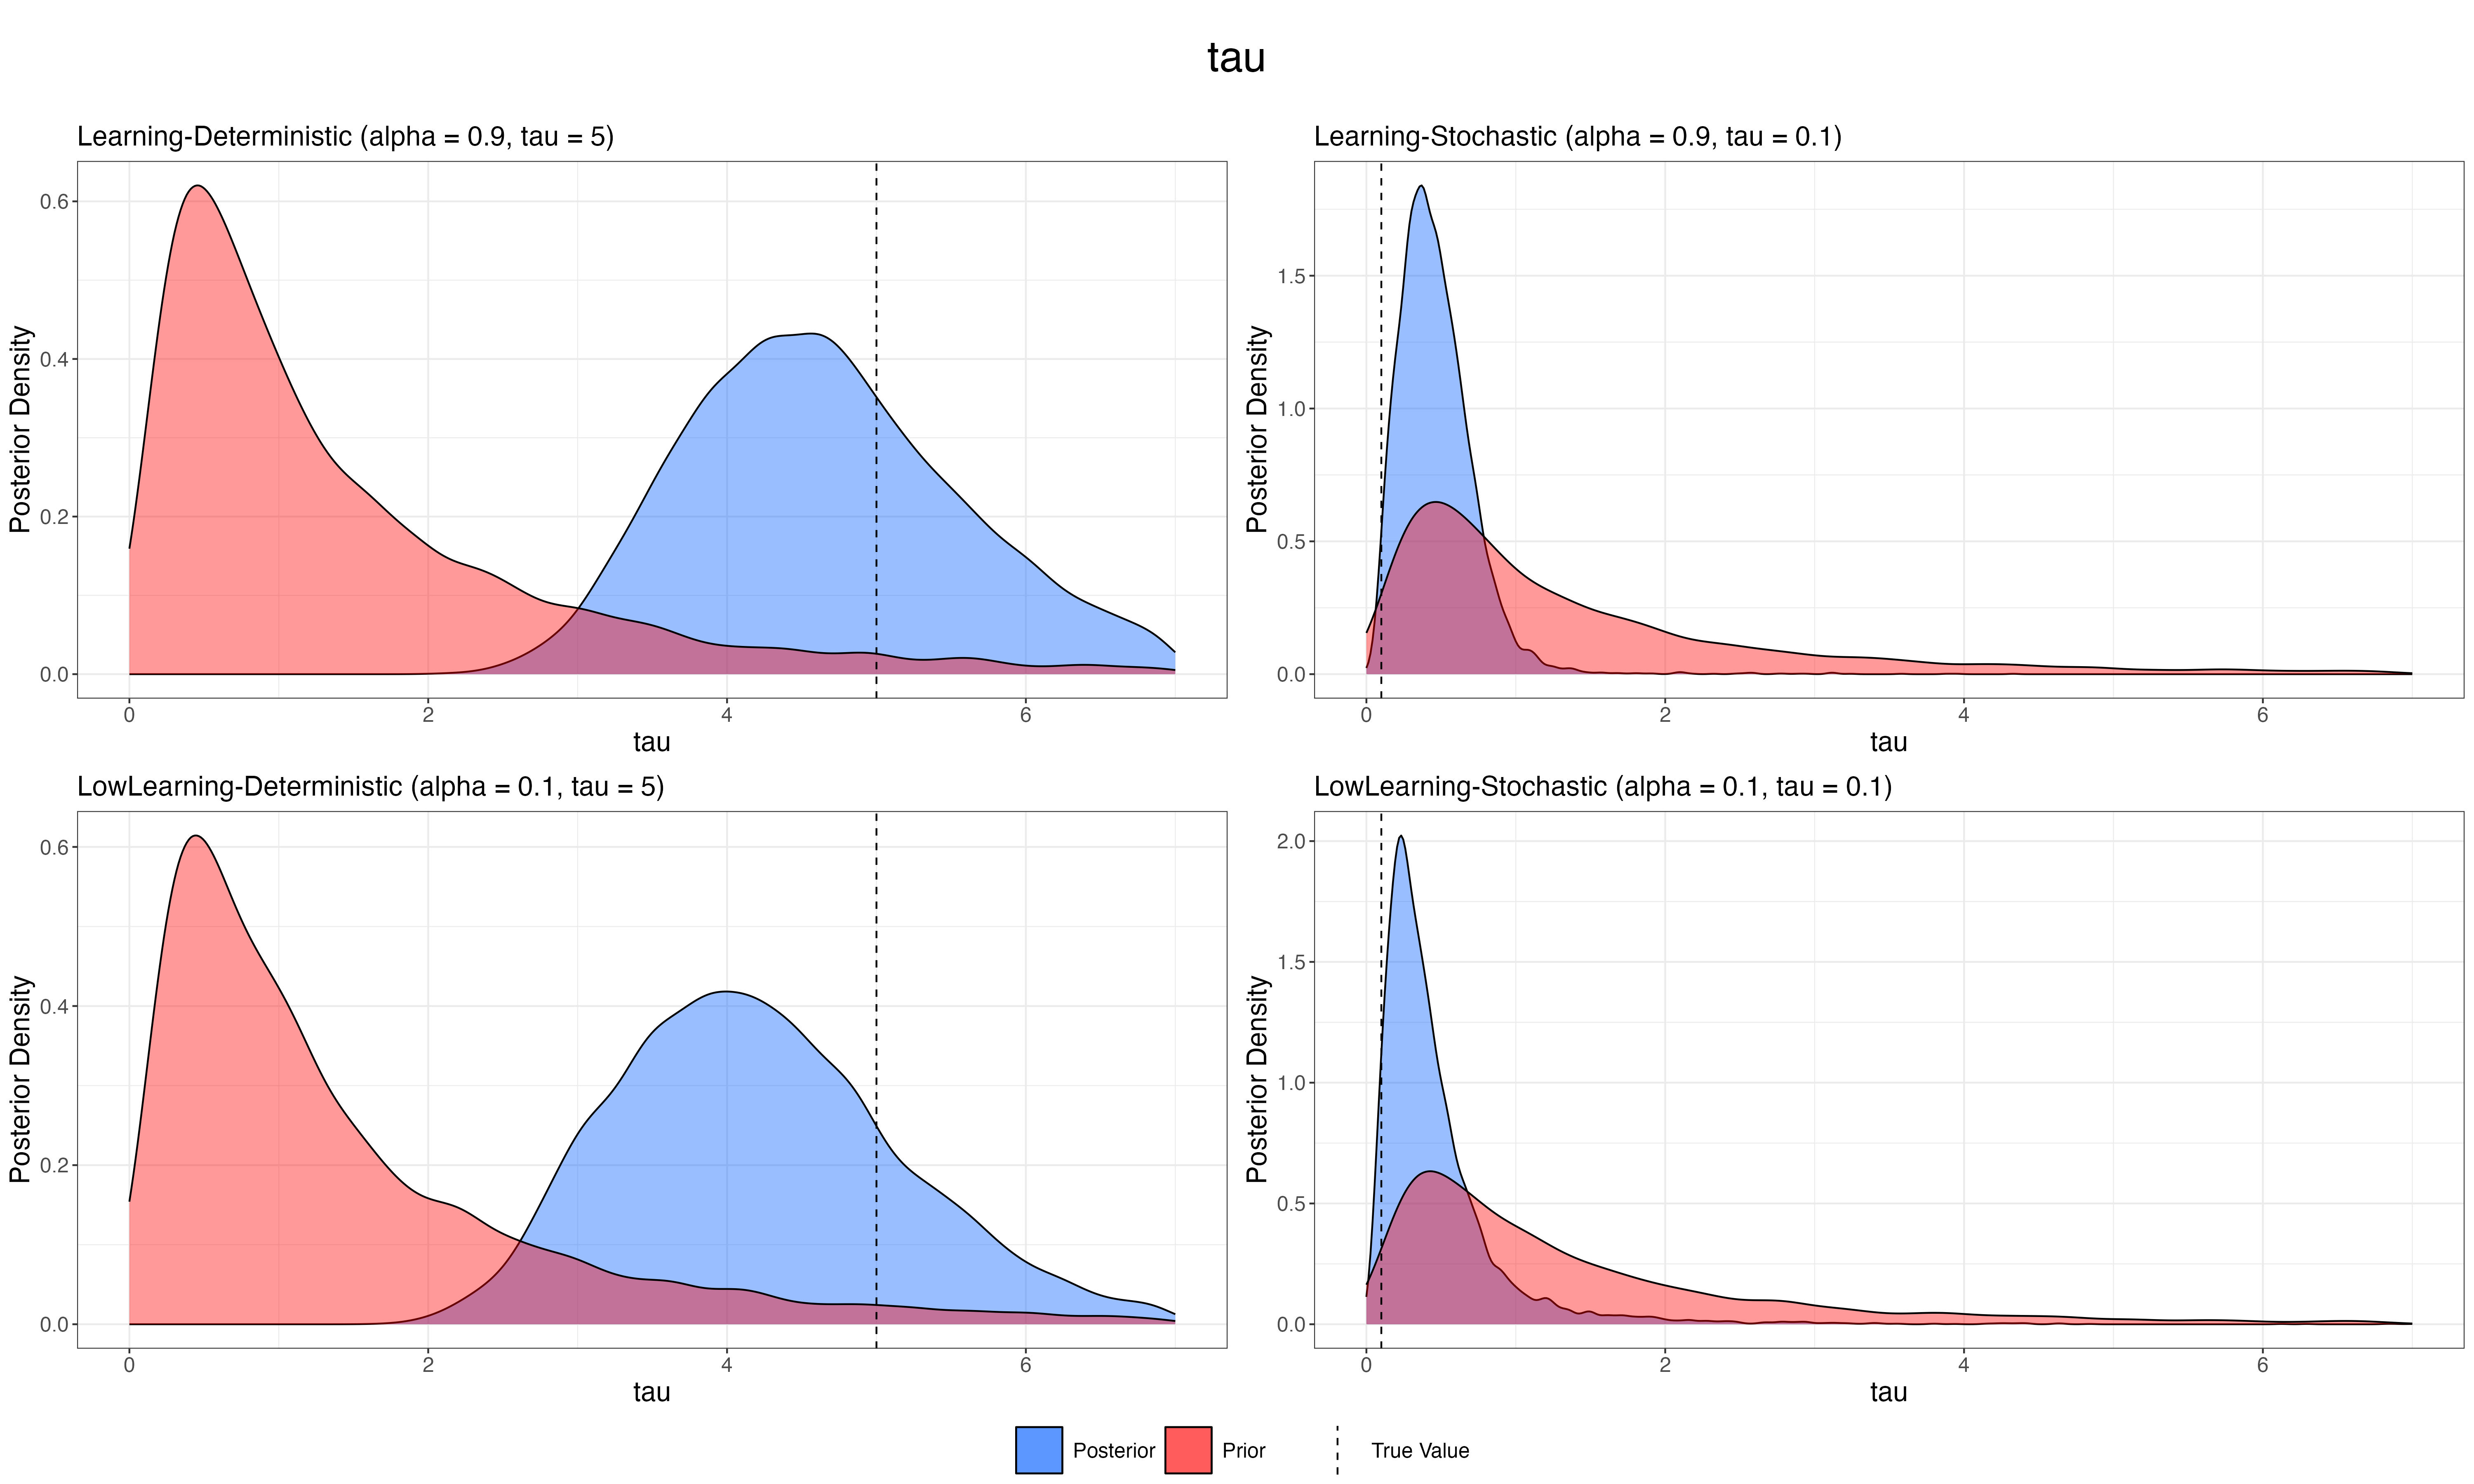 tau
Learning-Deterministic (alpha = 0.9, tau = 5)
Posterior Density
0.6
0.4
0.2
0.0
0 2 4 6
tau
Learning-Stochastic (alpha = 0.9, tau = 0.1)
Posterior Density
1.5
1.0
0.5
0.0
0 2 4 6
tau
LowLearning-Deterministic (alpha = 0.1, tau = 5)
Posterior Density
0.6
0.4
0.2
0.0
0 2 4 6
tau
LowLearning-Stochastic (alpha = 0.1, tau = 0.1)
Posterior Density
2.0
1.5
1.0
0.5
0.0
0 2 4 6
tau
Posterior Prior True Value